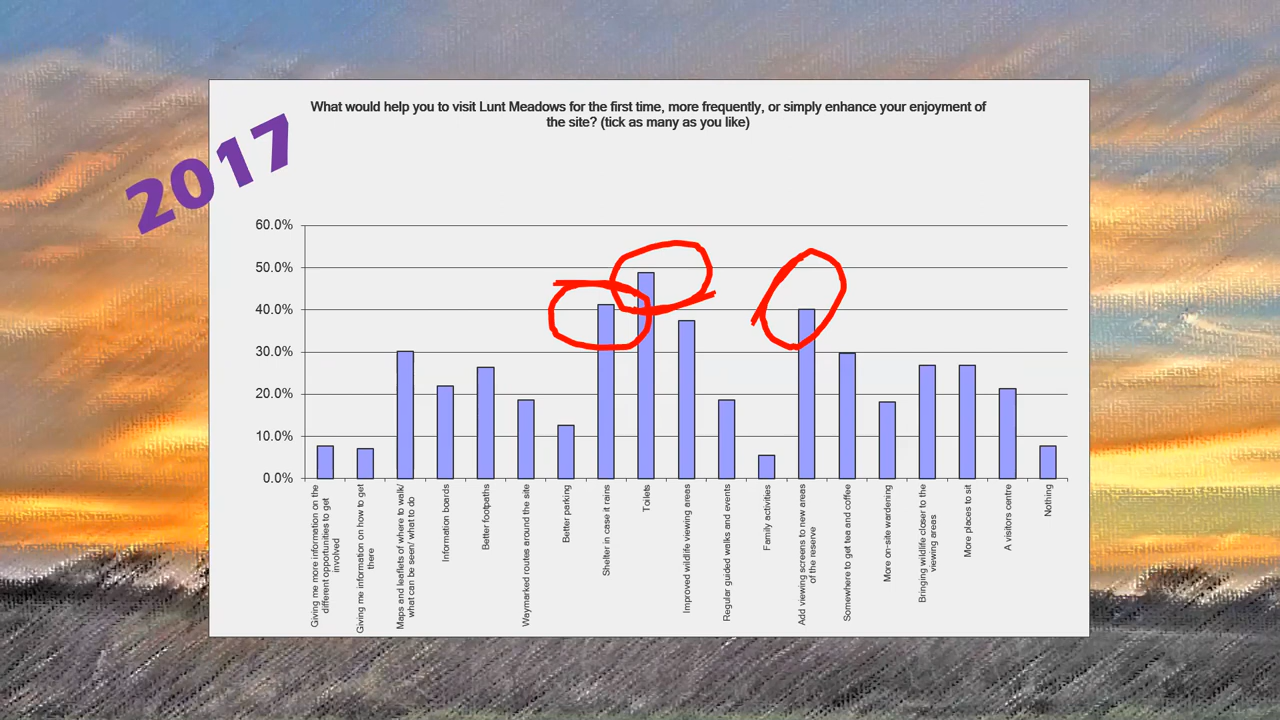 What would help you to visit Lunt Meadows for the first time, more frequently, or simply enhance your enjoyment of
the site? (tick as many as you like)
2017
60.0%
50.0%
40.0%
30.0%
20.0%
10.0%
0.0%
Giving me more information on the
different opportunities to get
involved
Giving me information on how to get
there
Maps and leaflets of where to walk/
what can be seen/ what to do
Information boards
Better footpaths
Waymarked routes around the site
Better parking
Shelter in case it rains
Toilets
Improved wildlife viewing areas
Regular guided walks and events
Family activities
Add viewing screens to new areas
of the reserve
Somewhere to get tea and coffee
More on-site wardening
Bringing wildlife closer to the
viewing areas
More places to sit
A visitors centre
Nothing